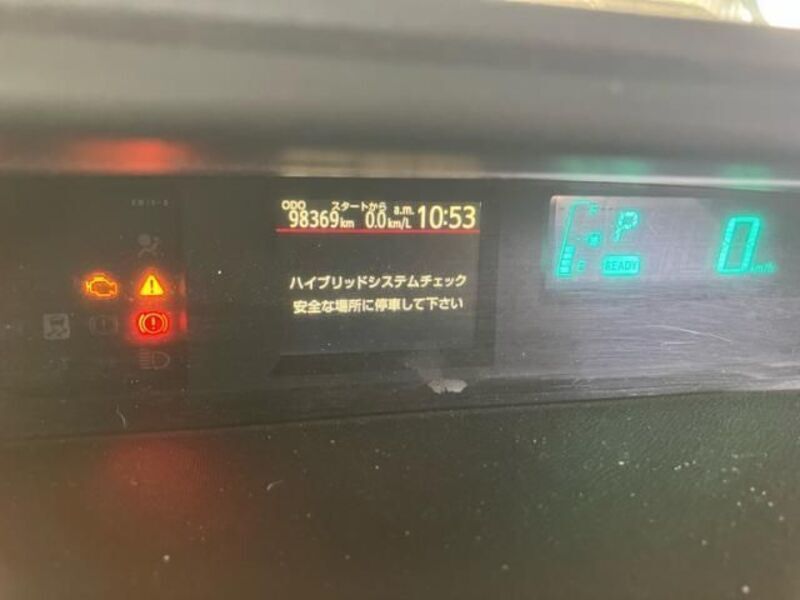 ODO スタートから a.m.
98369km 0.0km/L 10:53
ハイブリッドシステムチェック
安全な場所に停車して下さい
P
READY
0 km/h